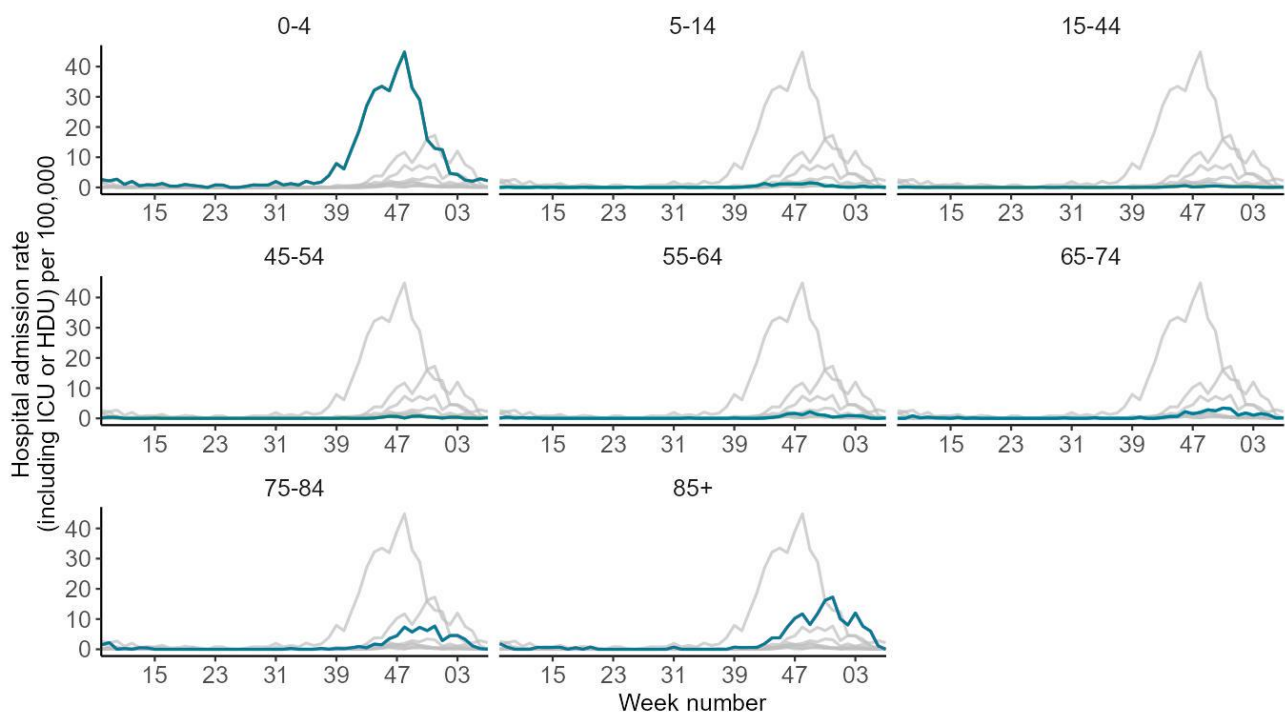 0-4 5-14 15-44
40
30
20
10
0
15 23 31 39 47 03 15 23 31 39 47 03 15 23 31 39 47 03
45-54 55-64 65-74
40
30
20
10
0
15 23 31 39 47 03 15 23 31 39 47 03 15 23 31 39 47 03
75-84 85+
40
30
20
10
0
15 23 31 39 47 03 15 23 31 39 47 03
Hospital admission rate
(including ICU or HDU) per 100,000
Week number